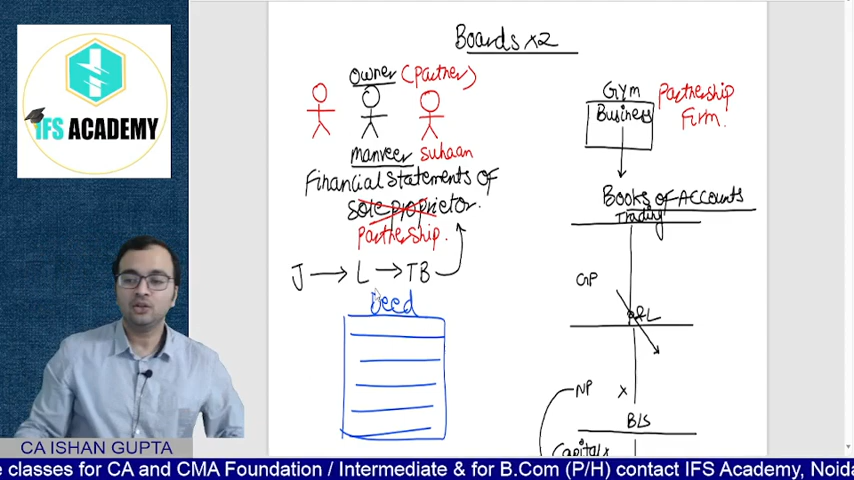 Boards x2
IFS ACADEMY
Owner (Partner)
manveer suhaan
Financial Statements of
Sole proprietor.
Partnership.
J → L → TB
Deed
GYM
Business
Partnership
Firm.
Books of Accounts
Trading
GP
P&L
NP x
BLS
Capital x
CA ISHAN GUPTA
e classes for CA and CMA Foundation / Intermediate & for B.Com (P/H) contact IFS Academy, Noida